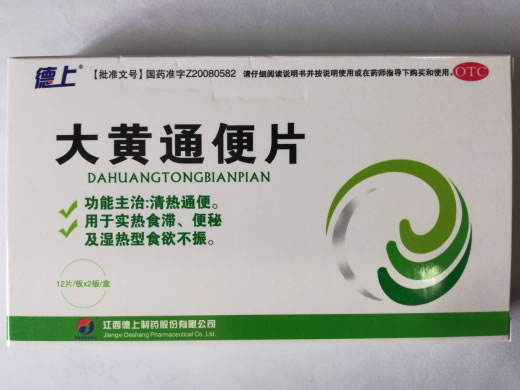 德上® 【批准文号】国药准字Z20080582 请仔细阅读说明书并按说明使用或在药师指导下购买和使用。 OTC
大黄通便片
DAHUANGTONGBIANPIAN
功能主治:清热通便。
用于实热食滞、便秘
及湿热型食欲不振。
12片/板x2板/盒
江西德上制药股份有限公司
Jiangxi Deshang Pharmaceutical Co., Ltd.